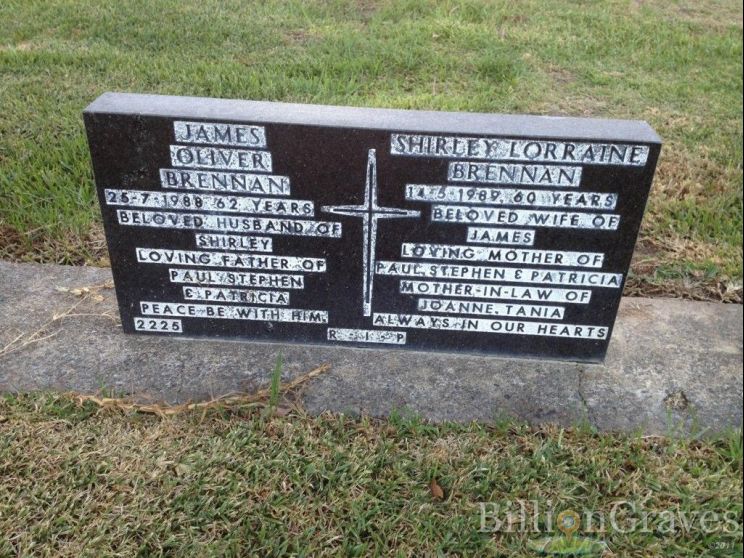 JAMES
OLIVER
BRENNAN
25-7-1988 62 YEARS
BELOVED HUSBAND OF
SHIRLEY
LOVING FATHER OF
PAUL, STEPHEN
& PATRICIA
PEACE BE WITH HIM.
2225
SHIRLEY LORRAINE
BRENNAN
14-5-1989, 60 YEARS
BELOVED WIFE OF
JAMES
LOVING MOTHER OF
PAUL, STEPHEN & PATRICIA
MOTHER-IN-LAW OF
JOANNE, TANIA
ALWAYS IN OUR HEARTS
R-I-P
BillionGraves